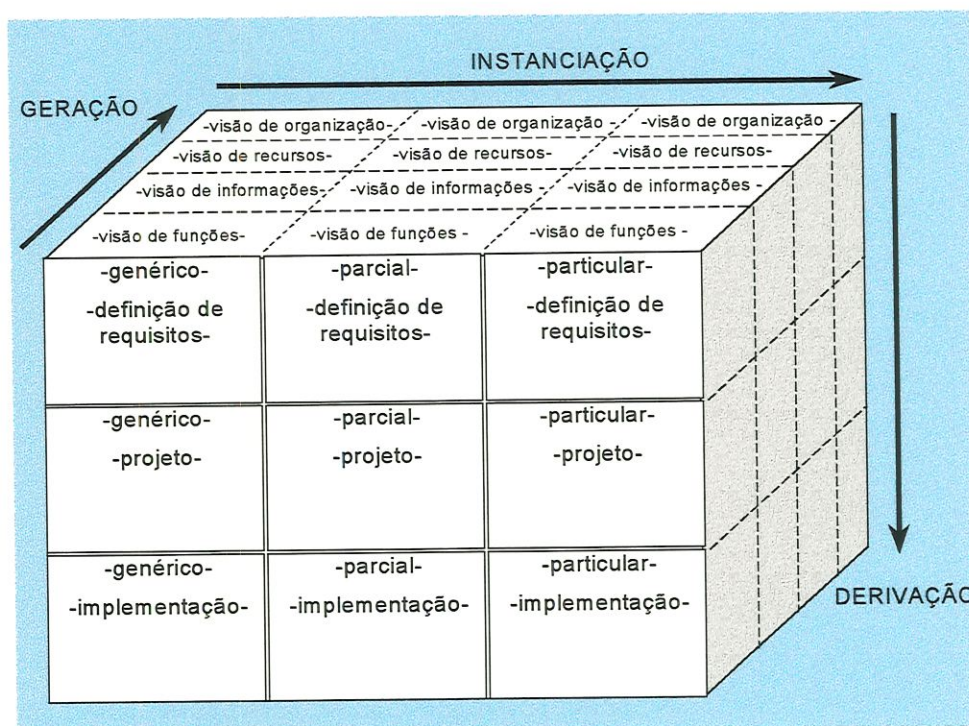 INSTANCIAÇÃO
GERAÇÃO
-visão de organização- -visão de organização - -visão de organização -
-visão de recursos- -visão de recursos- -visão de recursos-
-visão de informações- -visão de informações - -visão de informações -
-visão de funções- -visão de funções - -visão de funções -
-genérico- -parcial- -particular-
-definição de -definição de -definição de
requisitos- requisitos- requisitos-
-genérico- -parcial- -particular-
-projeto- -projeto- -projeto-
-genérico- -parcial- -particular-
-implementação- -implementação- -implementação-
DERIVAÇÃO